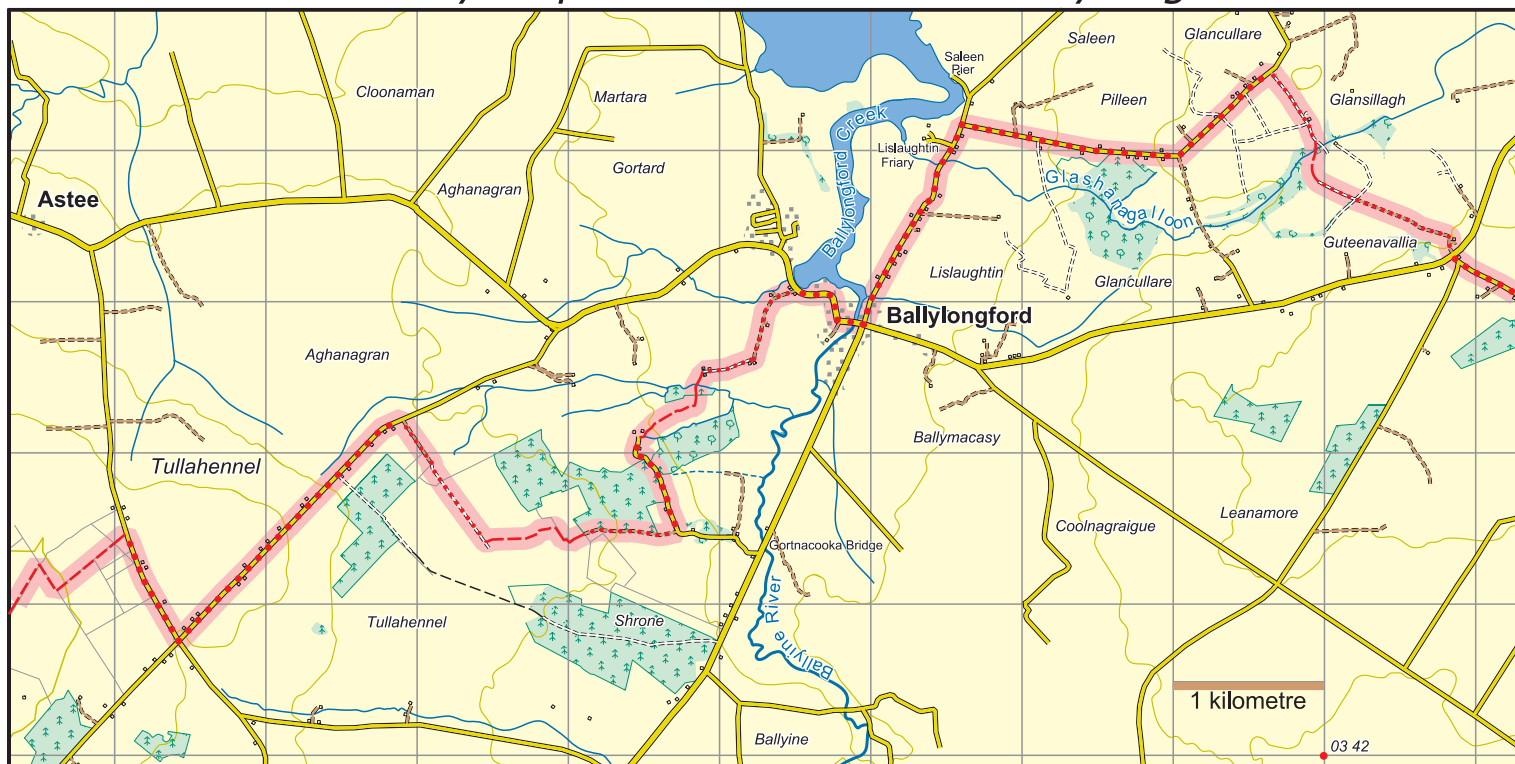 Saleen
Glancullare
Saleen
Pier
Cloonaman
Martara
Pilleen
Glansillagh
Ballylongford Creek
Lislaughtin
Friary
Gortard
Aghanagran
Glashanagalloon
Astee
Guteenavallia
Lislaughtin
Glancullare
Ballylongford
Aghanagran
Ballymacasy
Tullahennel
Leanamore
Coolnagraigue
Gortnacooka Bridge
Tullahennel
Shrone
Ballyine River
1 kilometre
Ballyine
03 42